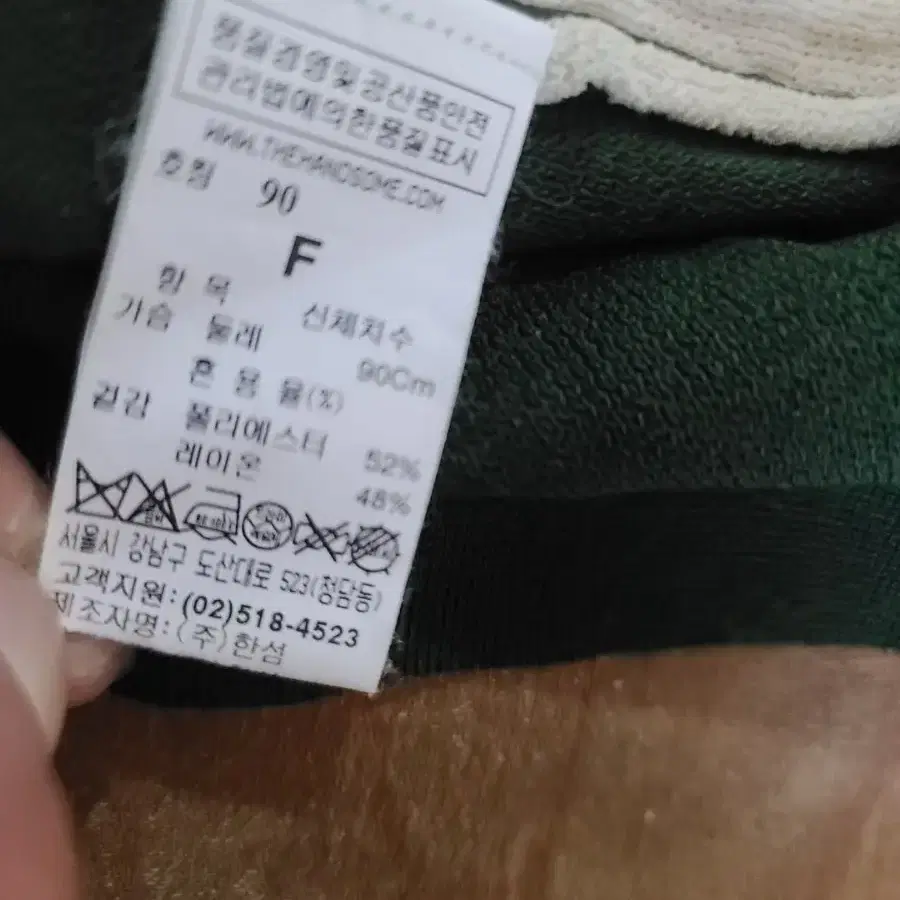 품질경영및공산품안전
관리법에의한품질표시
WWW.THEHANDSOME.COM
호칭 90
F
항 목 신체치수
가슴 둘레 90Cm
혼 용 율(%)
겉감 폴리에스터 52%
레이온 48%
서울시 강남구 도산대로 523(청담동)
고객지원:(02)518-4523
제조자명:(주)한섬